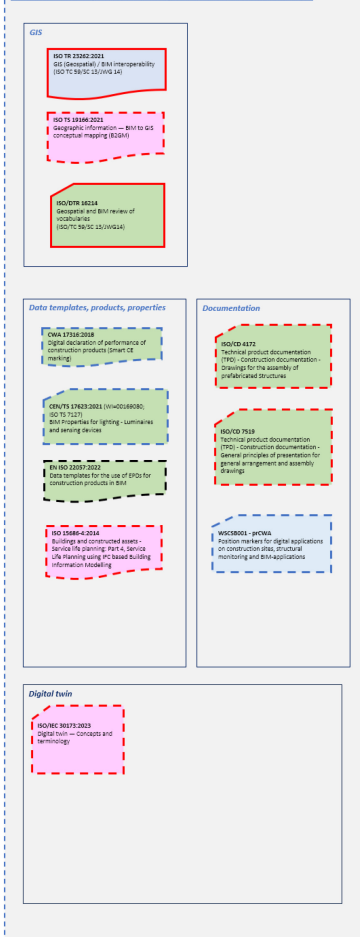 GIS
ISO TR 23262:2021
GIS (Geospatial) / BIM interoperability
(ISO TC 59/SC 13/JWG 14)
ISO TS 19166:2021
Geographic information — BIM to GIS
conceptual mapping (B2GM)
ISO/DTR 16214
Geospatial and BIM review of
vocabularies
(ISO/TC 59/SC 13/JWG14)
Data templates, products, properties
CWA 17316:2018
Digital declaration of performance of
construction products (Smart CE
marking)
CEN/TS 17623:2021 (WI=00169080;
ISO TS 7127)
BIM Properties for lighting - Luminaires
and sensing devices
EN ISO 22057:2022
Data templates for the use of EPDs for
construction products in BIM
ISO 15686-4:2014
Buildings and constructed assets -
Service life planning: Part 4, Service
Life Planning using IFC based Building
Information Modelling
Documentation
ISO/CD 4172
Technical product documentation
(TPD) - Construction documentation -
Drawings for the assembly of
prefabricated Structures
ISO/CD 7519
Technical product documentation
(TPD) - Construction documentation -
General principles of presentation for
general arrangement and assembly
drawings
WSCSB001 - prCWA
Position markers for digital applications
on construction sites, structural
monitoring and BIM-applications
Digital twin
ISO/IEC 30173:2023
Digital twin — Concepts and
terminology